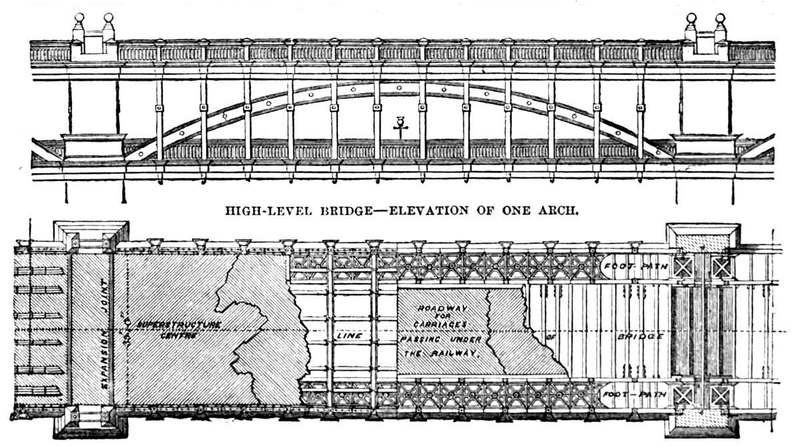 HIGH-LEVEL BRIDGE—ELEVATION OF ONE ARCH.
FOOT-PATH
EXPANSION JOINT
SUPERSTRUCTURE
CENTRE
LINE
ROADWAY
FOR
CARRIAGES
PASSING UNDER
THE RAILWAY.
OF
BRIDGE
FOOT-PATH